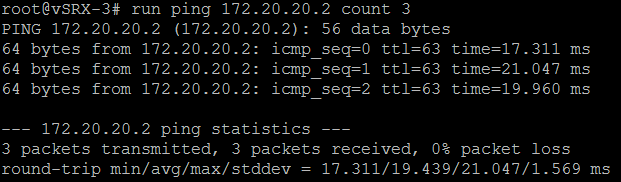 root@vSRX-3# run ping 172.20.20.2 count 3
PING 172.20.20.2 (172.20.20.2): 56 data bytes
64 bytes from 172.20.20.2: icmp_seq=0 ttl=63 time=17.311 ms
64 bytes from 172.20.20.2: icmp_seq=1 ttl=63 time=21.047 ms
64 bytes from 172.20.20.2: icmp_seq=2 ttl=63 time=19.960 ms
--- 172.20.20.2 ping statistics ---
3 packets transmitted, 3 packets received, 0% packet loss
round-trip min/avg/max/stddev = 17.311/19.439/21.047/1.569 ms